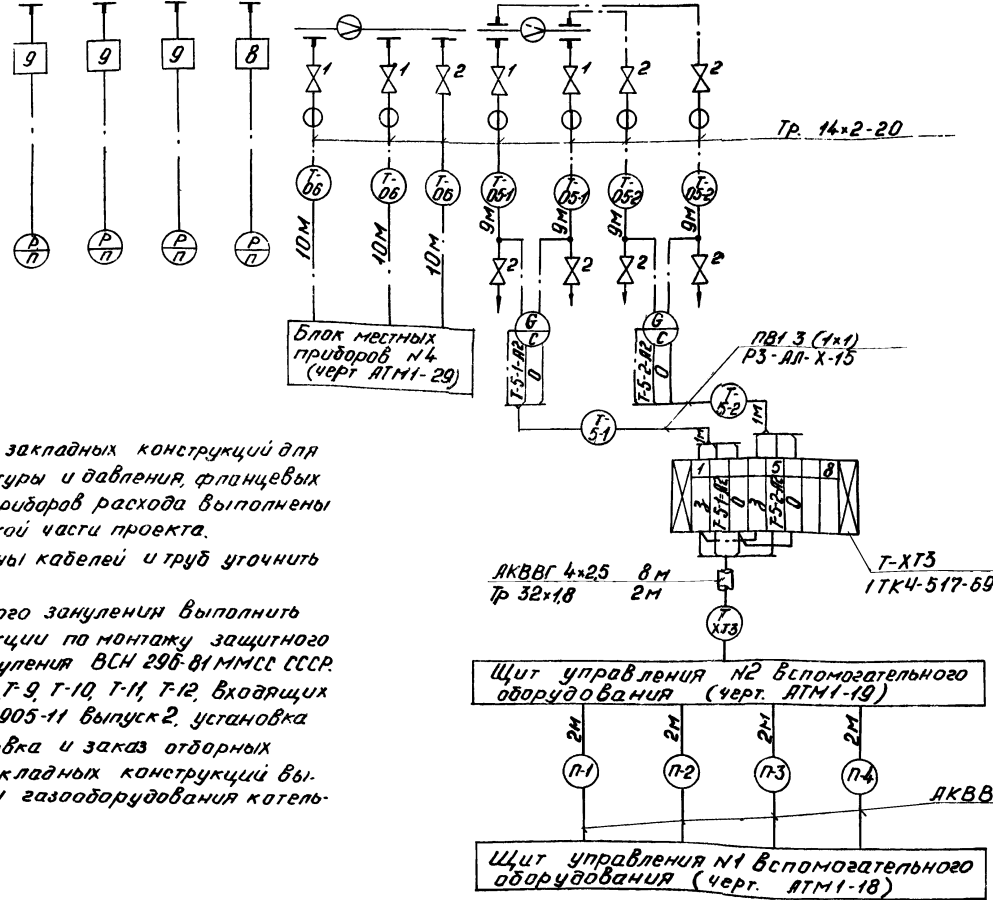 9 9 9 8
1 1 2 1 1 2 2
Тр. 14×2-20
Т-06 Т-06 Т-06 Т-05-1 Т-05-1 Т-05-2 Т-05-2
10м 10м 10м 9м 9м 9м 9м
Р П Р П Р П Р П
2 2 2 2
G С G С
Блок местных
приборов N4
(черт АТМ1-29)
Т-5-1-А2 0 Т-5-2-А2 0
ПВ1 3 (1×1)
РЗ-АЛ-Х-15
Т-5-1 Т-5-2
1м 1м
1 5 8
З Т-5-1-А2 0 З Т-5-2-А2 0
Т-ХТ3
1ТК4-517-69
закладных конструкций для
туры и давления, фланцевых
риборов расхода выполнены
кой части проекта.
ны кабелей и труб уточнить
ого зануления выполнить
кции по монтажу защитного
уления ВСН 296-81 ММСС СССР.
Т-9, Т-10, Т-11, Т-12, входящих
905-11 выпуск 2, установка
вка и заказ отборных
кладных конструкций вы-
и газооборудования котель-
АКВВГ 4×2,5 8м
Тр 32×1,8 2м
Т ХТ3
Щит управления N2 вспомогательного
оборудования (черт. АТМ1-19)
2м 2м 2м 2м
П-1 П-2 П-3 П-4
АКВВ
Щит управления N1 вспомогательного
оборудования (черт. АТМ1-18)